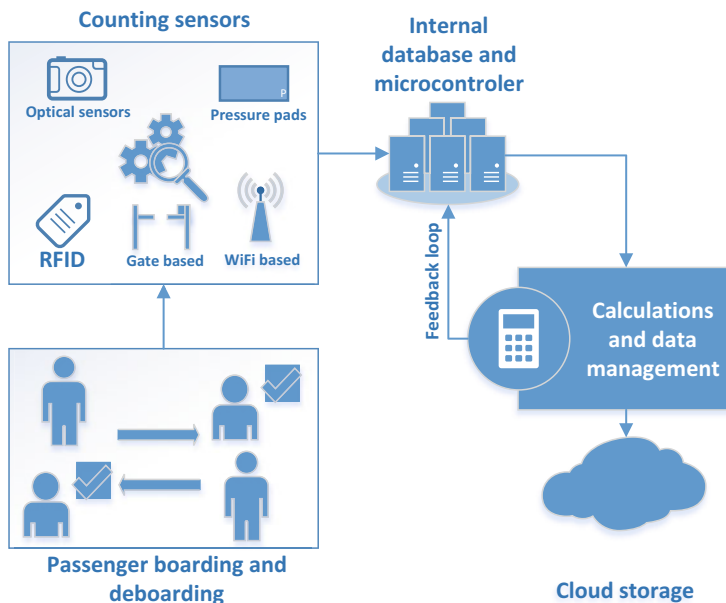 Counting sensors
Optical sensors
P
Pressure pads
RFID
Gate based
WiFi based
Internal
database and
microcontroler
Feedback loop
Calculations
and data
management
Passenger boarding and
deboarding
Cloud storage